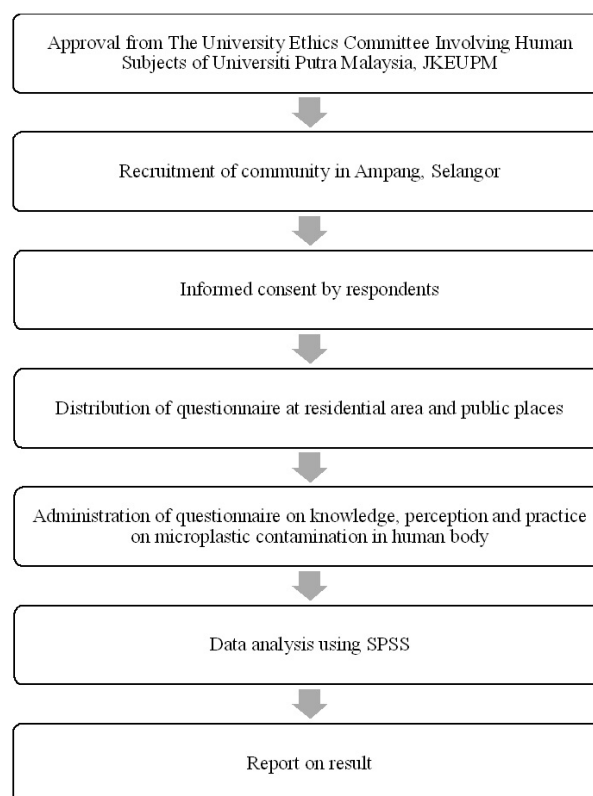 Approval from The University Ethics Committee Involving Human
Subjects of Universiti Putra Malaysia, JKEUPM
Recruitment of community in Ampang, Selangor
Informed consent by respondents
Distribution of questionnaire at residential area and public places
Administration of questionnaire on knowledge, perception and practice
on microplastic contamination in human body
Data analysis using SPSS
Report on result